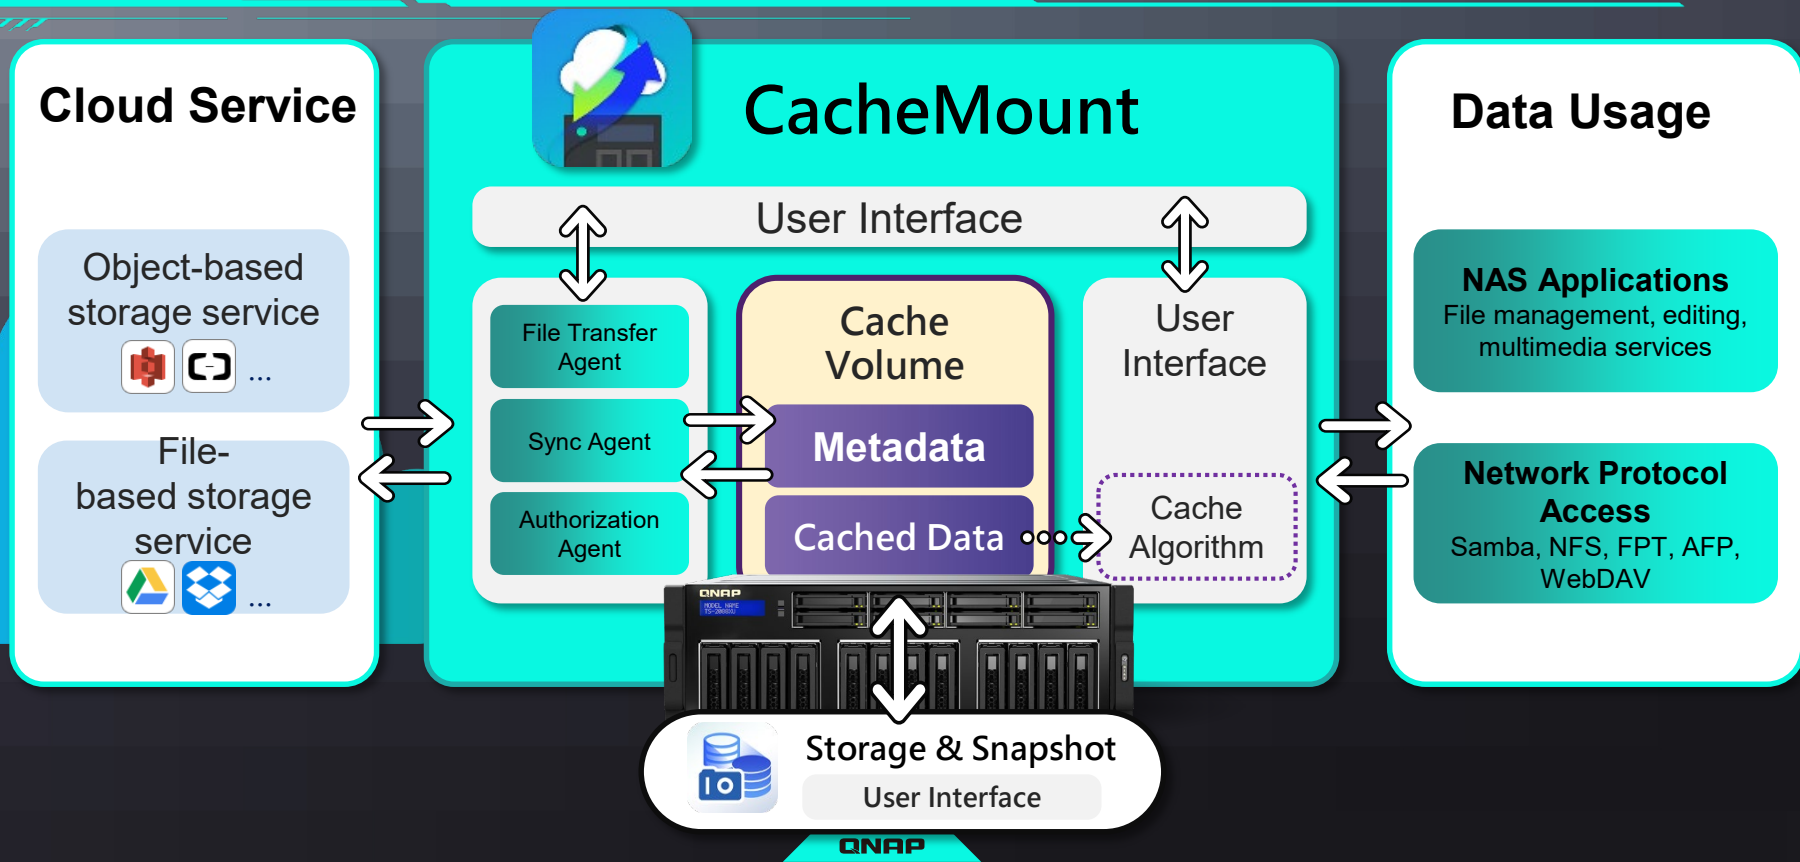 Cloud Service
Object-based
storage service
...
File-
based storage
service
...
CacheMount
User Interface
File Transfer
Agent
Sync Agent
Authorization
Agent
Cache
Volume
Metadata
Cached Data
User
Interface
Cache
Algorithm
QNAP
MODEL NAME
Storage & Snapshot
User Interface
Data Usage
NAS Applications
File management, editing,
multimedia services
Network Protocol
Access
Samba, NFS, FPT, AFP,
WebDAV
QNAP